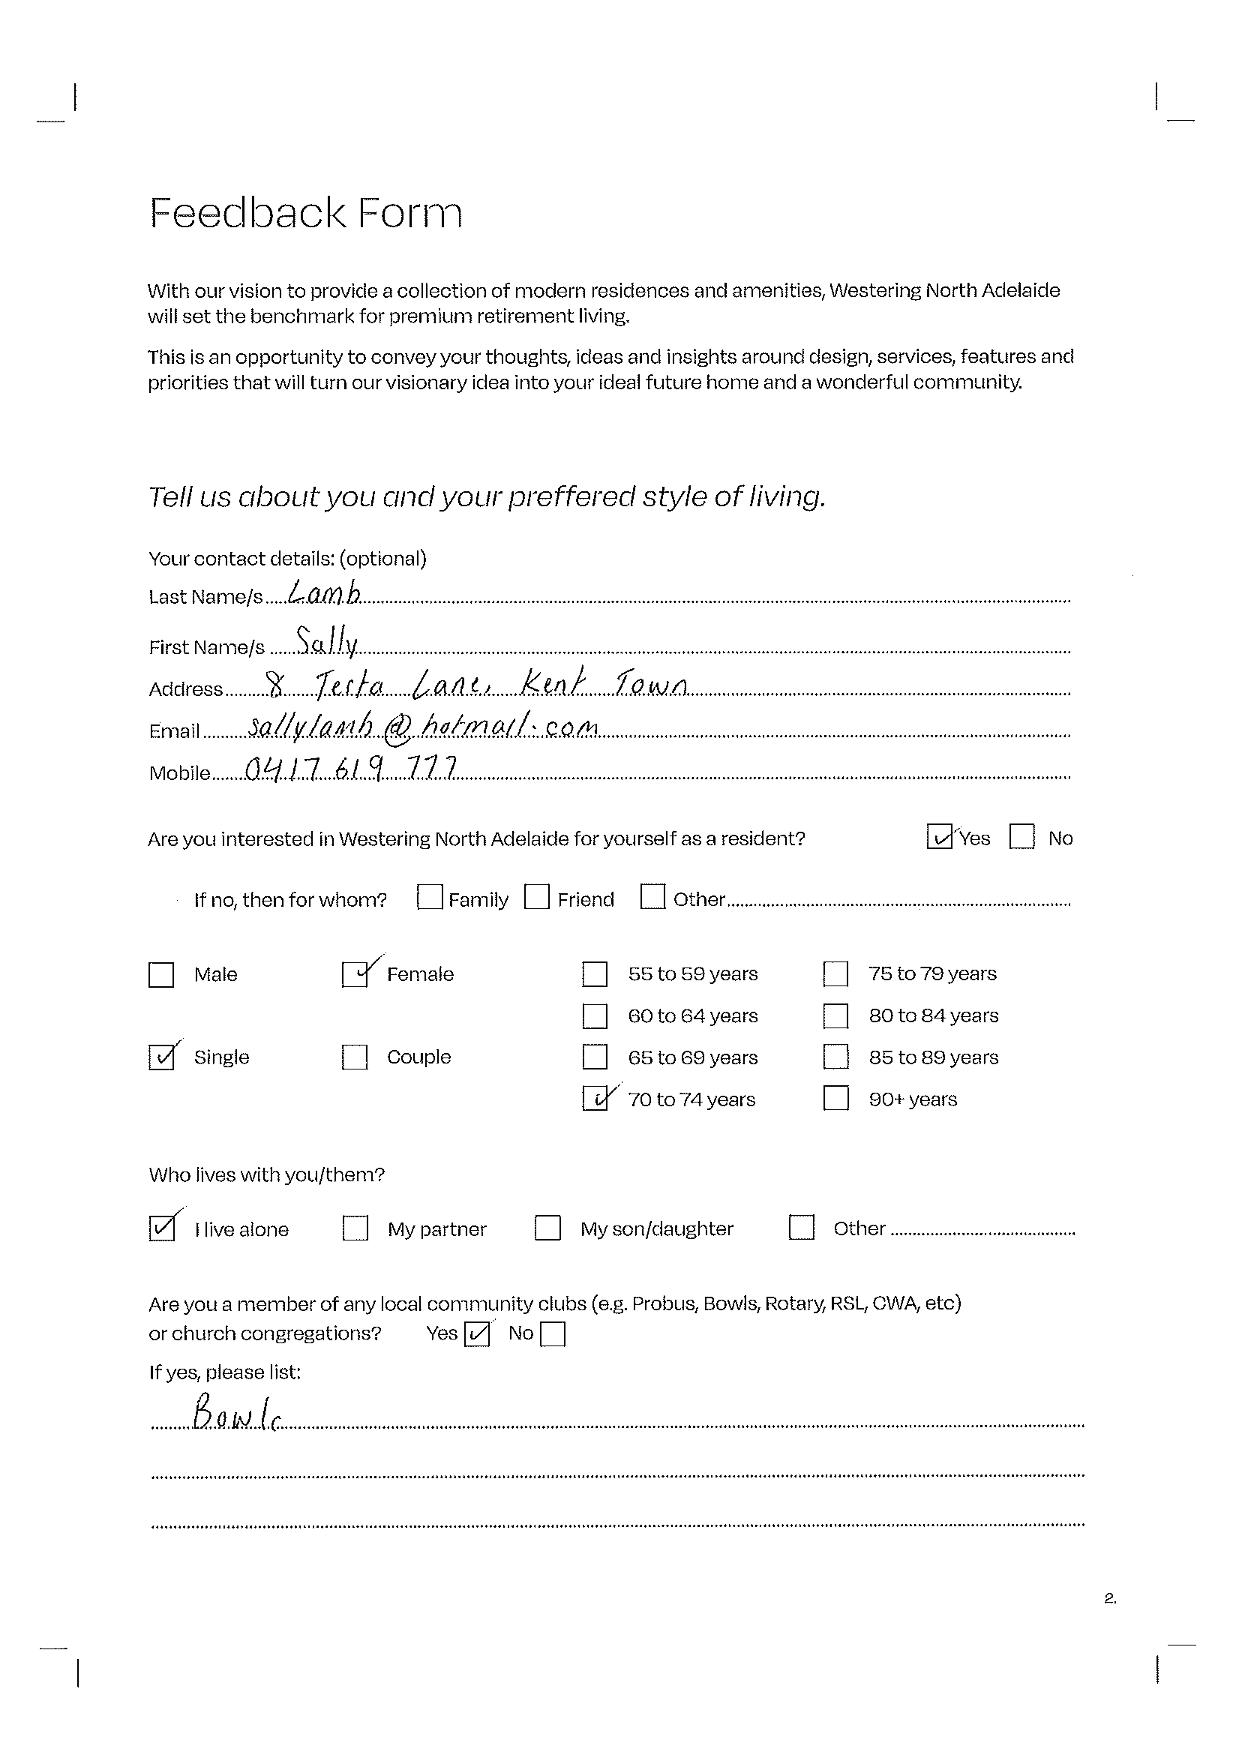 Feedback Form
With our vision to provide a collection of modern residences and amenities, Westering North Adelaide
will set the benchmark for premium retirement living.
This is an opportunity to convey your thoughts, ideas and insights around design, services, features and
priorities that will turn our visionary idea into your ideal future home and a wonderful community.
Tell us about you and your preffered style of living.
Your contact details: (optional)
Last Name/s Lamb
First Name/s Sally
Address 8 Testa Lane, Kent Town
Email sallylamb@hotmail.com
Mobile 0417 619 777
Are you interested in Westering North Adelaide for yourself as a resident? ☑ Yes ☐ No
If no, then for whom? ☐ Family ☐ Friend ☐ Other
☐ Male ☑ Female ☐ 55 to 59 years ☐ 75 to 79 years
☐ 60 to 64 years ☐ 80 to 84 years
☑ Single ☐ Couple ☐ 65 to 69 years ☐ 85 to 89 years
☑ 70 to 74 years ☐ 90+ years
Who lives with you/them?
☑ I live alone ☐ My partner ☐ My son/daughter ☐ Other
Are you a member of any local community clubs (e.g. Probus, Bowls, Rotary, RSL, CWA, etc)
or church congregations? Yes ☑ No ☐
If yes, please list:
Bowls
2.